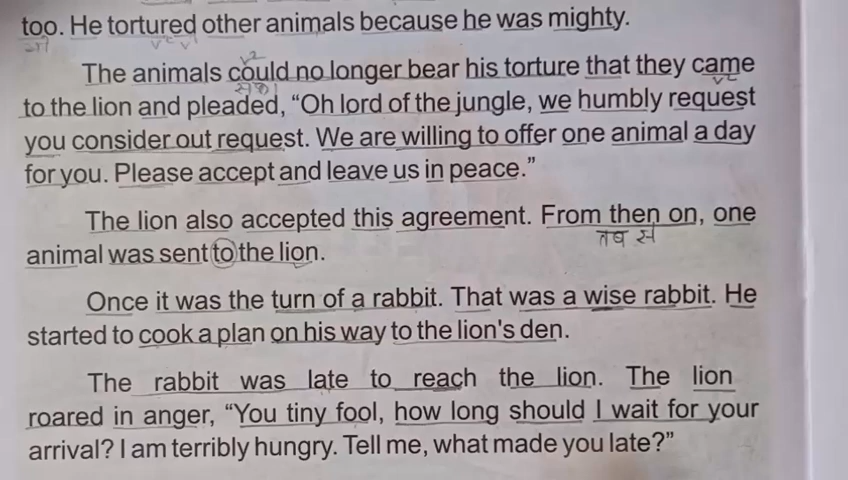 too. He tortured other animals because he was mighty.
The animals could no longer bear his torture that they came
to the lion and pleaded, “Oh lord of the jungle, we humbly request
you consider out request. We are willing to offer one animal a day
for you. Please accept and leave us in peace.”
The lion also accepted this agreement. From then on, one
तब से
animal was sent to the lion.
Once it was the turn of a rabbit. That was a wise rabbit. He
started to cook a plan on his way to the lion's den.
The rabbit was late to reach the lion. The lion
roared in anger, “You tiny fool, how long should I wait for your
arrival? I am terribly hungry. Tell me, what made you late?”